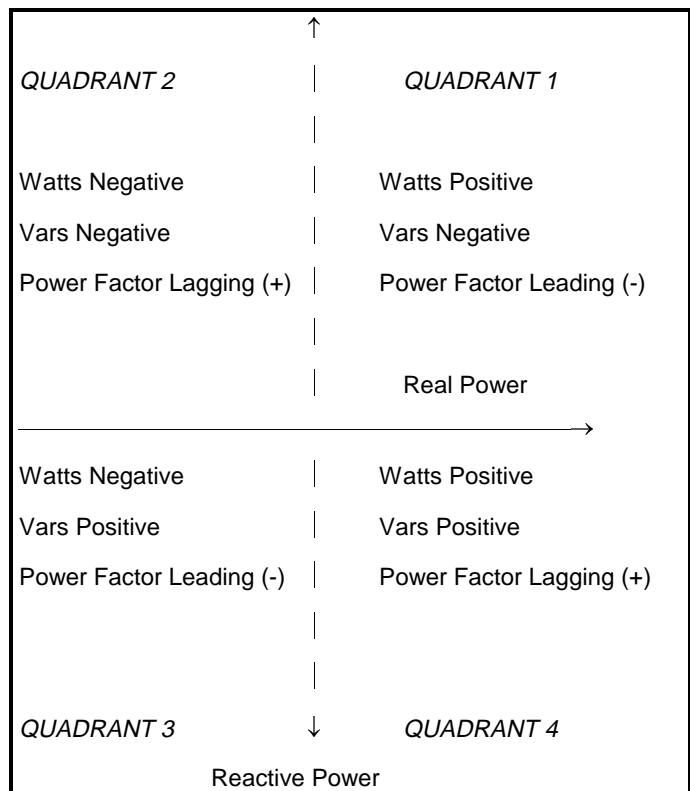 QUADRANT 2 QUADRANT 1
Watts Negative Watts Positive
Vars Negative Vars Negative
Power Factor Lagging (+) Power Factor Leading (-)
Real Power
Watts Negative Watts Positive
Vars Positive Vars Positive
Power Factor Leading (-) Power Factor Lagging (+)
QUADRANT 3 QUADRANT 4
Reactive Power